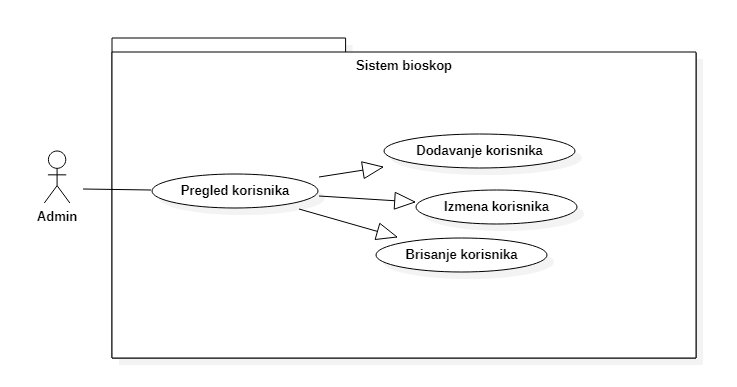 Sistem bioskop
Dodavanje korisnika
Pregled korisnika
Izmena korisnika
Admin
Brisanje korisnika